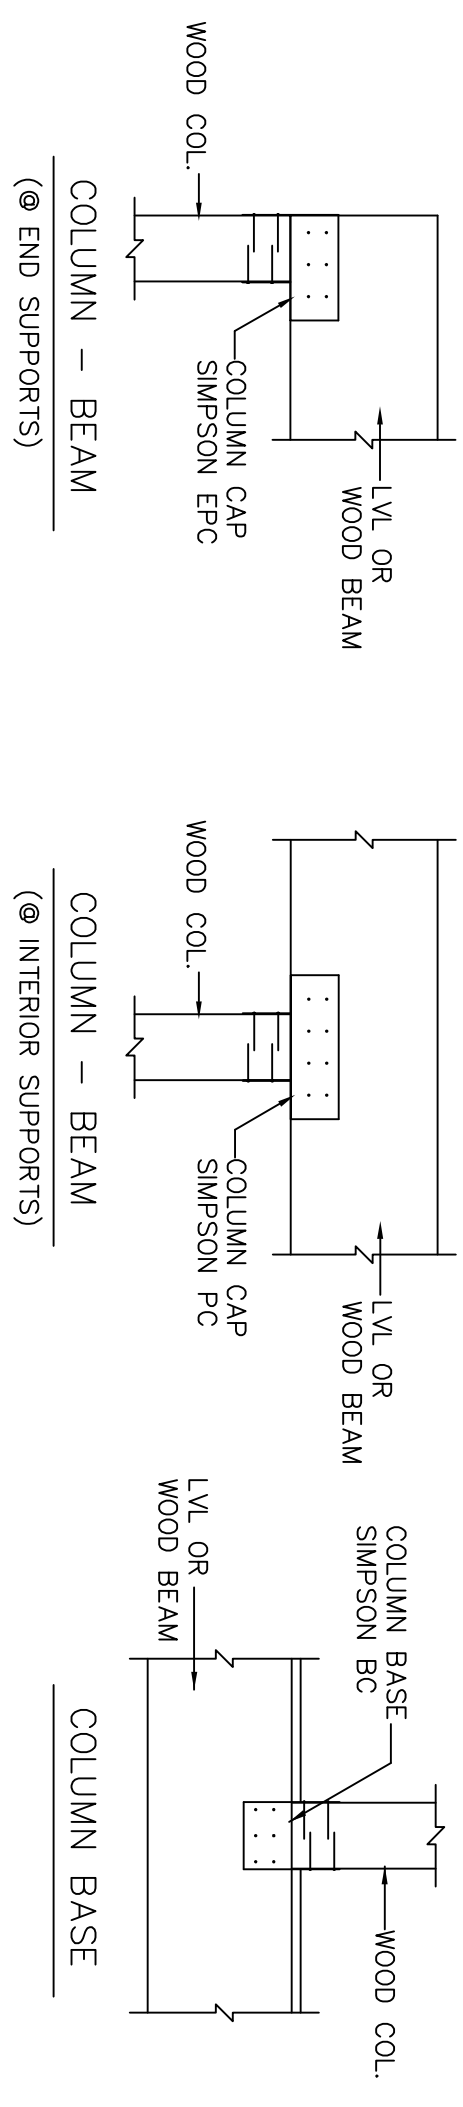 LVL OR
WOOD BEAM
COLUMN CAP
SIMPSON EPC
WOOD COL.
COLUMN - BEAM
(@ END SUPPORTS)
LVL OR
WOOD BEAM
COLUMN CAP
SIMPSON PC
WOOD COL.
COLUMN - BEAM
(@ INTERIOR SUPPORTS)
COLUMN BASE
SIMPSON BC
WOOD COL.
LVL OR
WOOD BEAM
COLUMN BASE